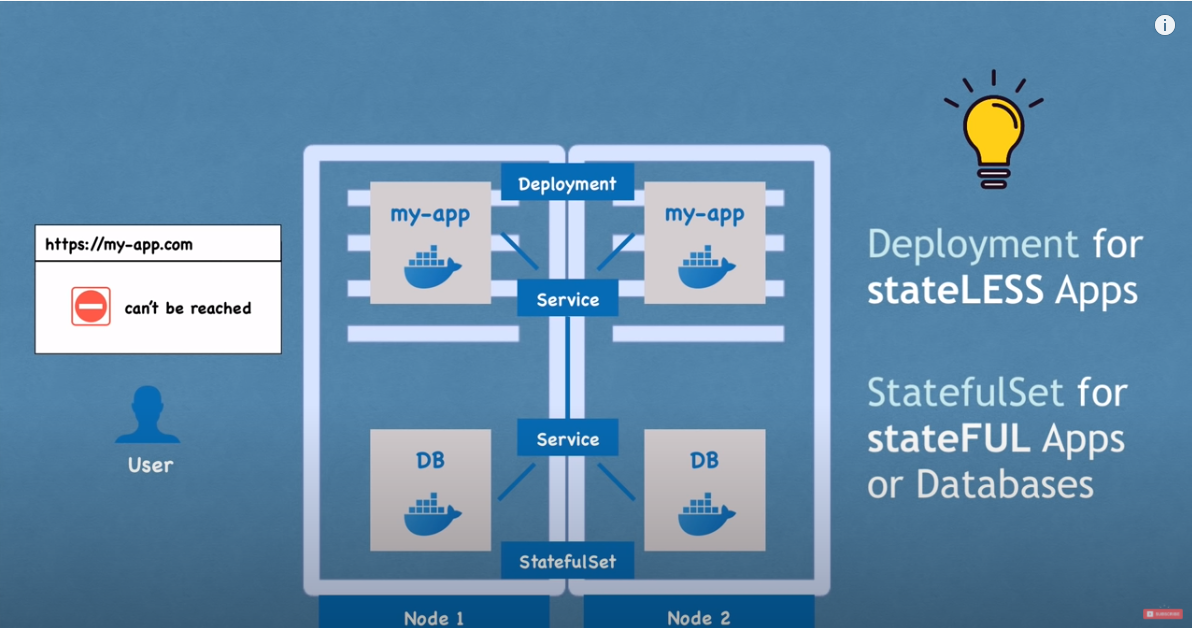 https://my-app.com
can't be reached
User
Deployment
my-app
my-app
Service
Service
DB
DB
StatefulSet
Node 1
Node 2
Deployment for
stateLESS Apps
StatefulSet for
stateFUL Apps
or Databases